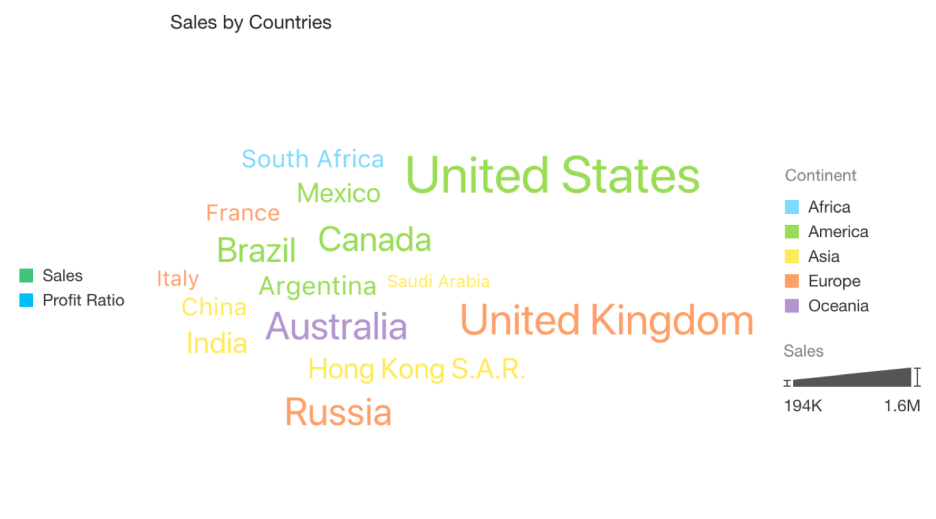 Sales by Countries
South Africa
United States
Mexico
France
Brazil
Canada
Italy
Argentina
Saudi Arabia
China
Australia
United Kingdom
India
Hong Kong S.A.R.
Russia
Sales
Profit Ratio
Continent
Africa
America
Asia
Europe
Oceania
Sales
194K 1.6M